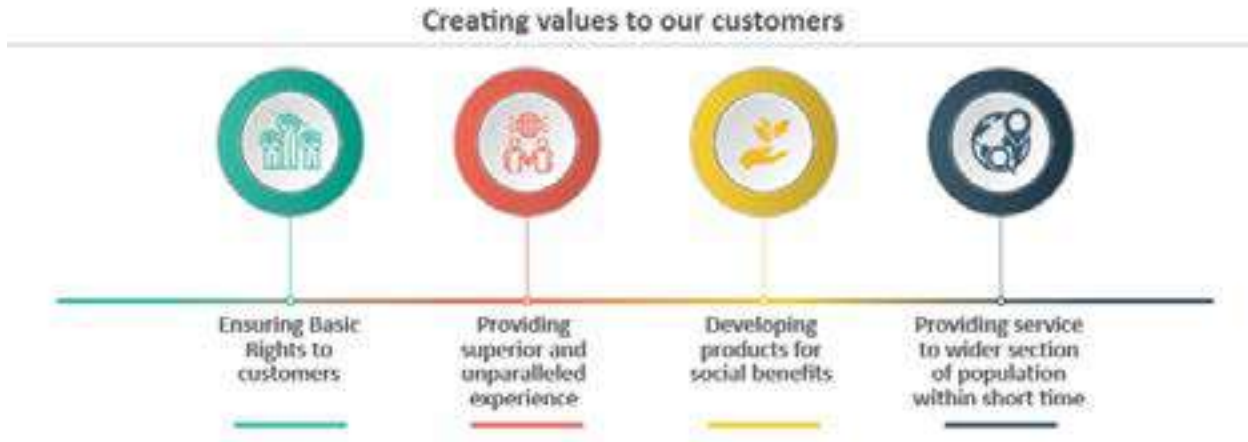 Creating values to our customers
Ensuring Basic
Rights to
customers
Providing
superior and
unparalleled
experience
Developing
products for
social benefits
Providing service
to wider section
of population
within short time